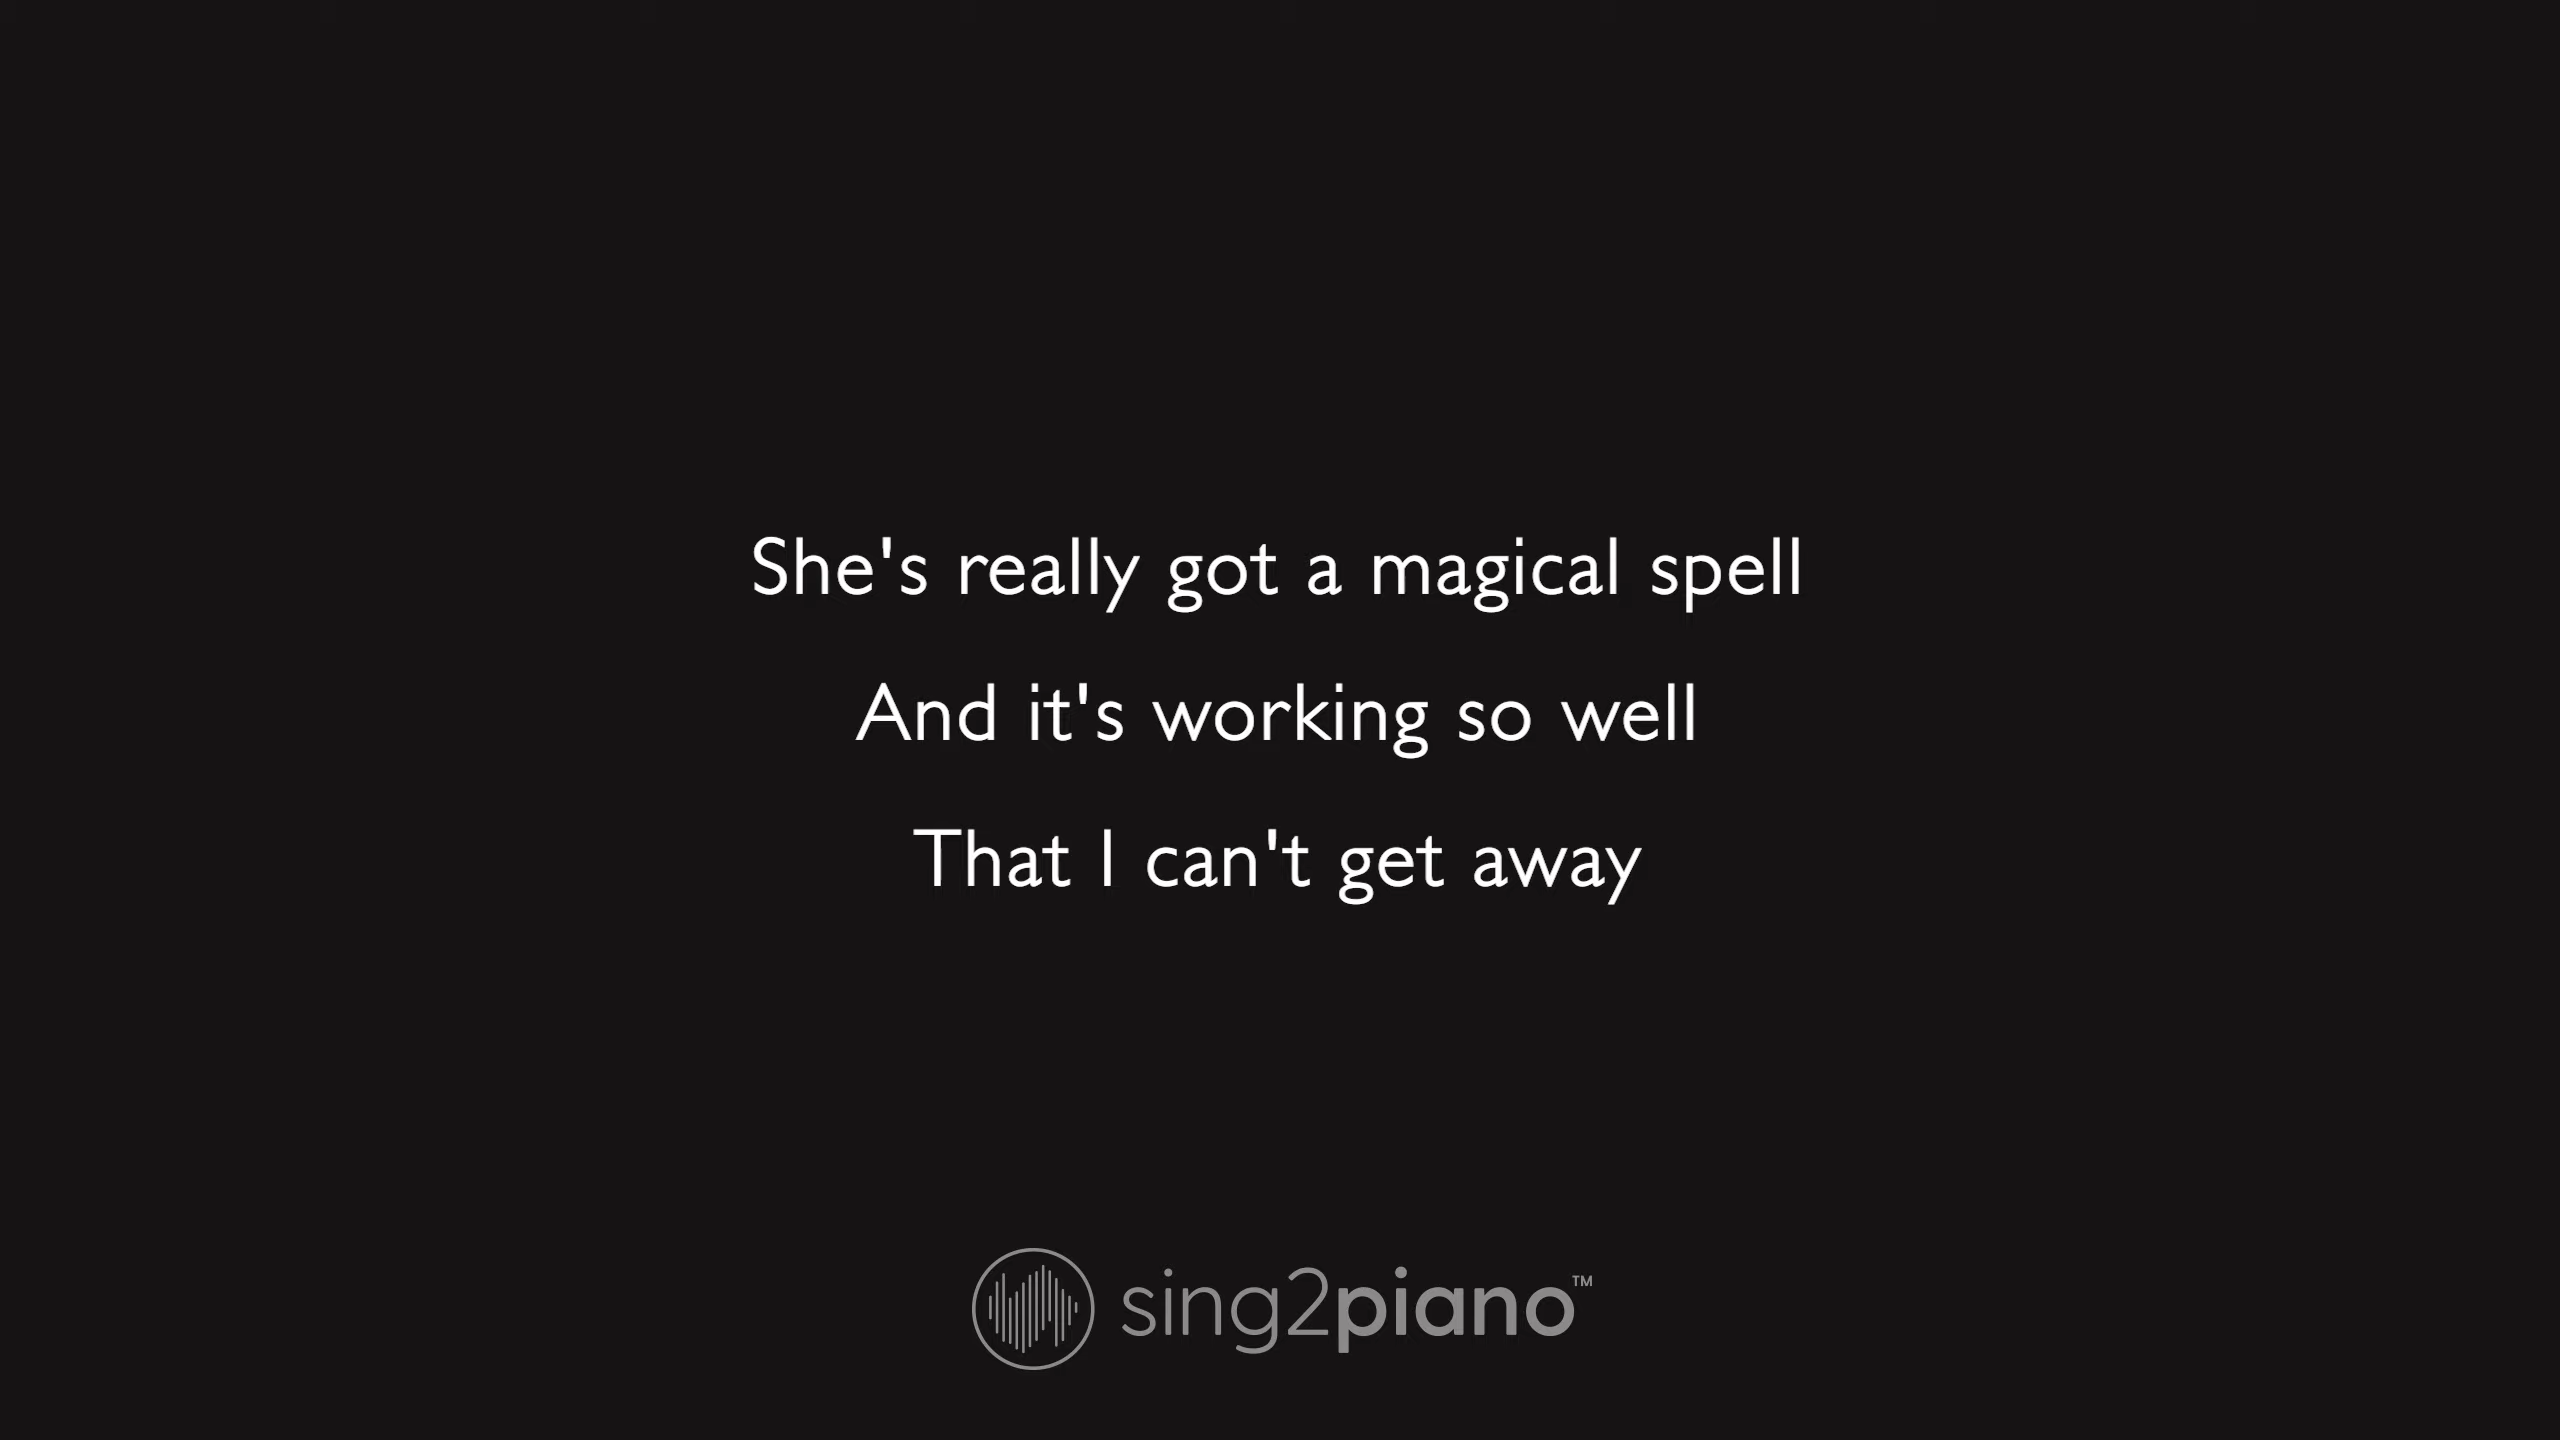 She's really got a magical spell
And it's working so well
That I can't get away
sing2piano™